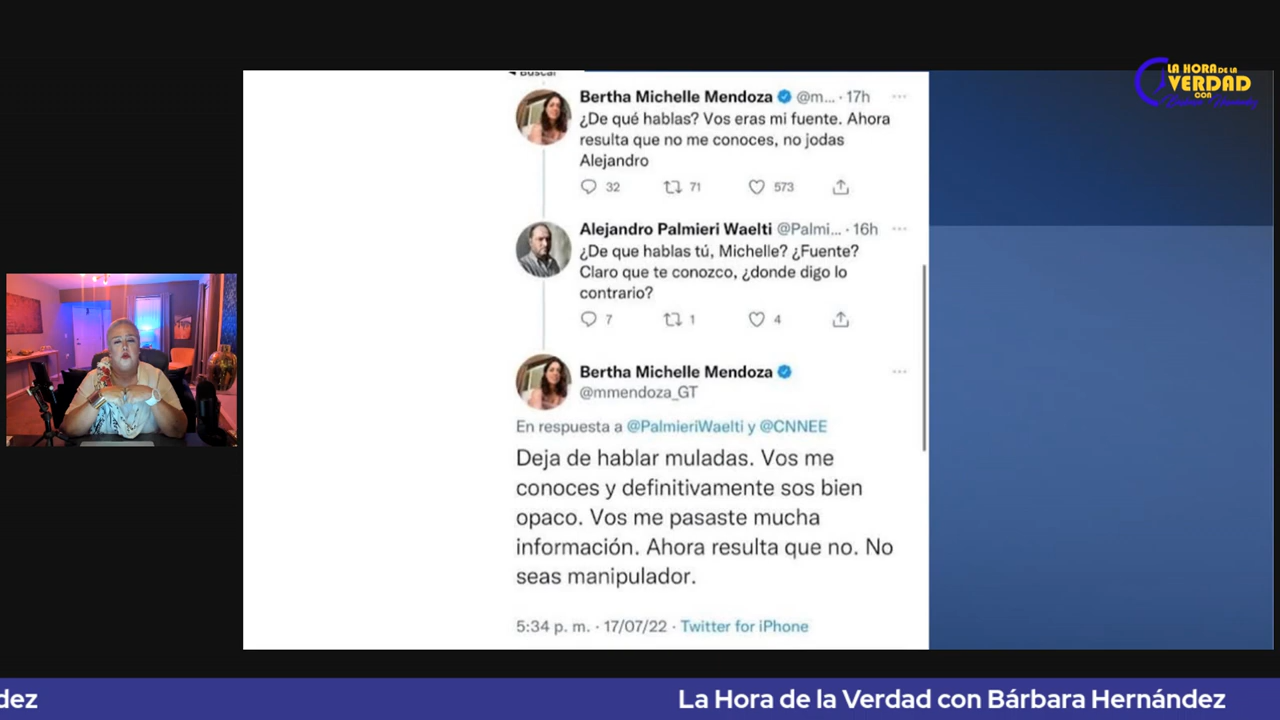 Buscar
Bertha Michelle Mendoza @m... · 17h
¿De qué hablas? Vos eras mi fuente. Ahora
resulta que no me conoces, no jodas
Alejandro
32 71 573
Alejandro Palmieri Waelti @Palmi... · 16h
¿De que hablas tú, Michelle? ¿Fuente?
Claro que te conozco, ¿donde digo lo
contrario?
7 1 4
Bertha Michelle Mendoza
@mmendoza_GT
En respuesta a @PalmieriWaelti y @CNNEE
Deja de hablar muladas. Vos me
conoces y definitivamente sos bien
opaco. Vos me pasaste mucha
información. Ahora resulta que no. No
seas manipulador.
5:34 p. m. · 17/07/22 · Twitter for iPhone
LA HORA DE LA
VERDAD
CON
Bárbara Hernández
dez
La Hora de la Verdad con Bárbara Hernández